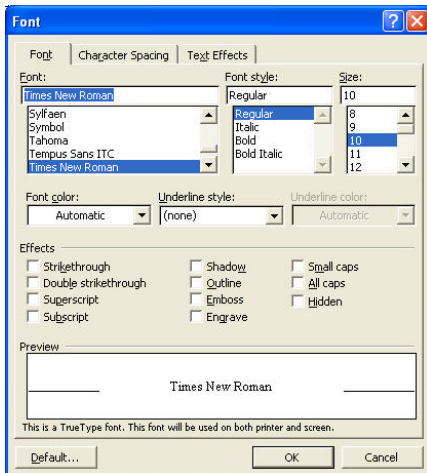 Font
Font
Character Spacing
Text Effects
Font:
Font style:
Size:
Times New Roman
Regular
10
Sylfaen
Symbol
Tahoma
Tempus Sans ITC
Times New Roman
Regular
Italic
Bold
Bold Italic
8
9
10
11
12
Font color:
Underline style:
Underline color:
Automatic
(none)
Automatic
Effects
Strikethrough
Double strikethrough
Superscript
Subscript
Shadow
Outline
Emboss
Engrave
Small caps
All caps
Hidden
Preview
Times New Roman
This is a TrueType font. This font will be used on both printer and screen.
Default...
OK
Cancel